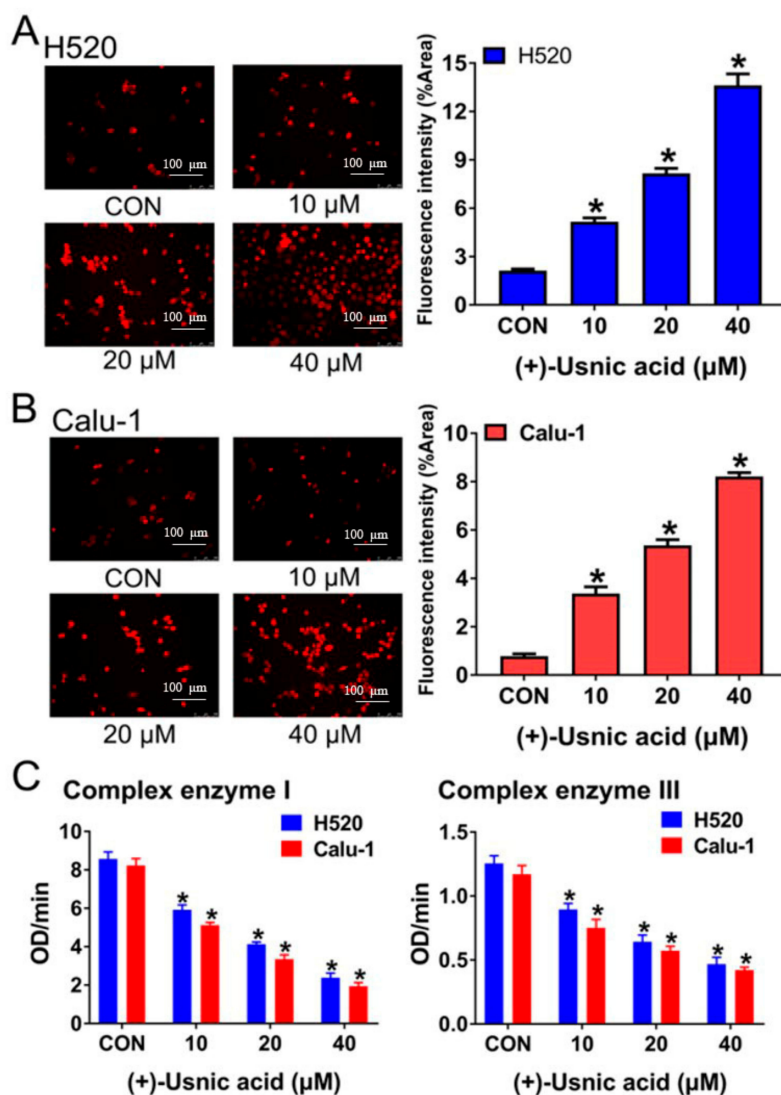 A
H520
100 μm
100 μm
CON
10 μM
100 μm
100 μm
20 μM
40 μM
Fluorescence intensity (%Area)
15
12
9
6
3
0
H520
*
*
*
CON
10
20
40
(+)-Usnic acid (μM)
B
Calu-1
100 μm
100 μm
CON
10 μM
100 μm
100 μm
20 μM
40 μM
Fluorescence intensity (%Area)
10
8
6
4
2
0
Calu-1
*
*
*
CON
10
20
40
(+)-Usnic acid (μM)
C
Complex enzyme I
H520
Calu-1
OD/min
8
6
4
2
0
* *
* *
* *
CON
10
20
40
(+)-Usnic acid (μM)
Complex enzyme III
H520
Calu-1
OD/min
1.5
1.0
0.5
0.0
* *
* *
* *
CON
10
20
40
(+)-Usnic acid (μM)